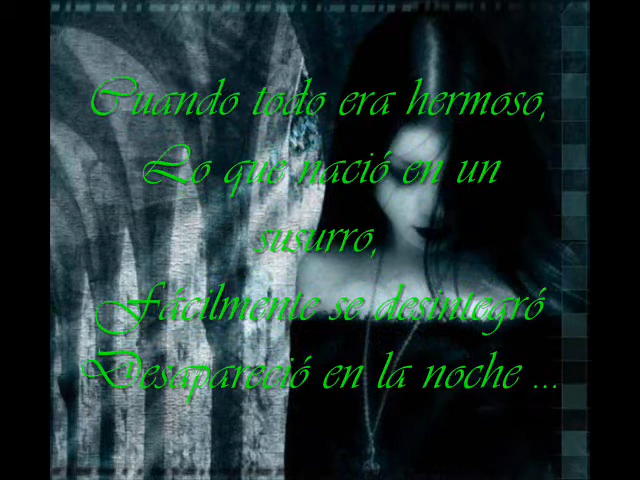 Cuando todo era hermoso,
Lo que nació en un
susurro,
Fácilmente se desintegró
Desapareció en la noche ...